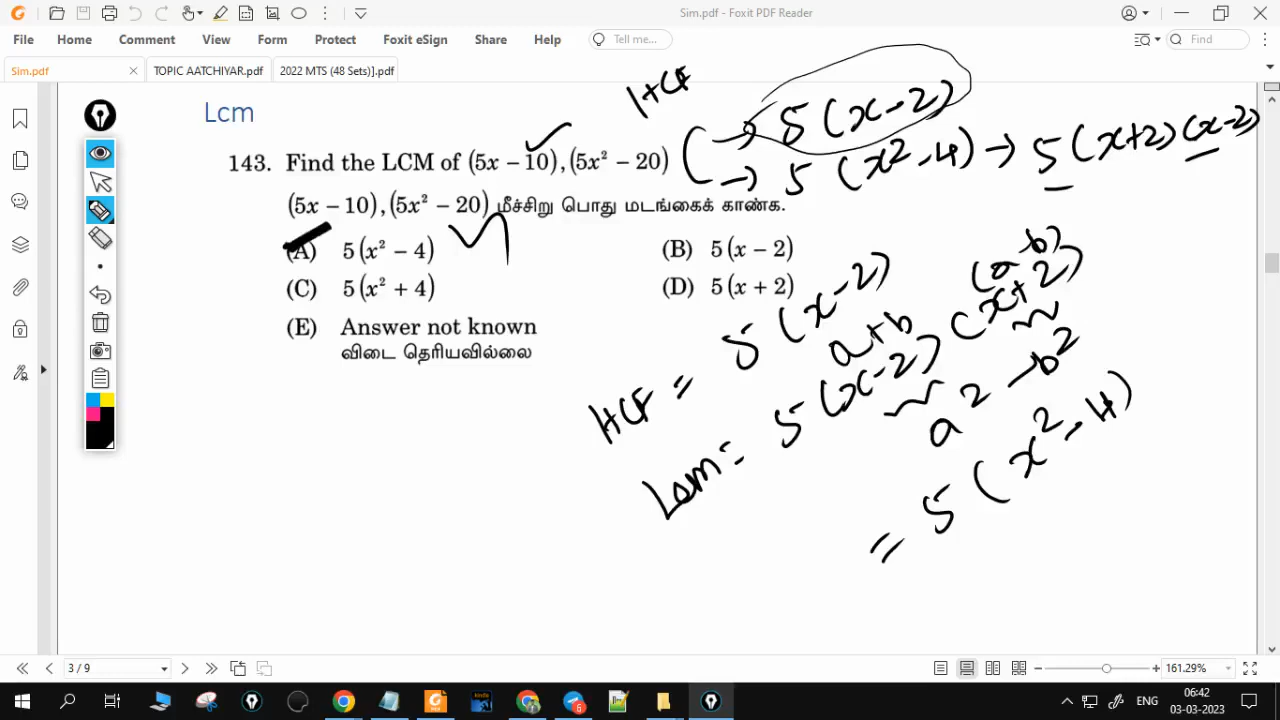 Sim.pdf - Foxit PDF Reader
File Home Comment View Form Protect Foxit eSign Share Help Tell me... Find
Sim.pdf TOPIC AATCHIYAR.pdf 2022 MTS (48 Sets)].pdf
Lcm
HCF
→ 5 (x-2)
143. Find the LCM of (5x − 10), (5x² − 20)
→ 5 (x²-4) → 5 (x+2) (x-2)
(5x − 10), (5x² − 20) மீச்சிறு பொது மடங்கைக் காண்க.
(A) 5(x² − 4) (B) 5(x − 2)
(C) 5(x² + 4) (D) 5(x + 2)
(E) Answer not known
விடை தெரியவில்லை
HCF = 5 (x-2)
a+b
(a b)
Lcm = 5 (x-2) (x+2)
a² - b²
= 5 (x² - 4)
3 / 9 161.29%
ENG 06:42
03-03-2023